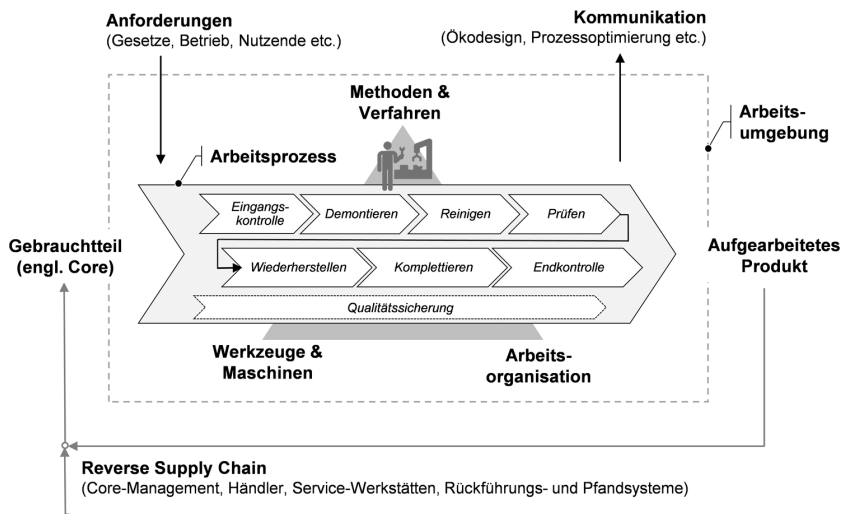 Anforderungen
(Gesetze, Betrieb, Nutzende etc.)
Kommunikation
(Ökodesign, Prozessoptimierung etc.)
Methoden &
Verfahren
Arbeits-
umgebung
Arbeitsprozess
Eingangs-
kontrolle
Demontieren
Reinigen
Prüfen
Gebrauchtteil
(engl. Core)
Aufgearbeitetes
Produkt
Wiederherstellen
Komplettieren
Endkontrolle
Qualitätssicherung
Werkzeuge &
Maschinen
Arbeits-
organisation
Reverse Supply Chain
(Core-Management, Händler, Service-Werkstätten, Rückführungs- und Pfandsysteme)